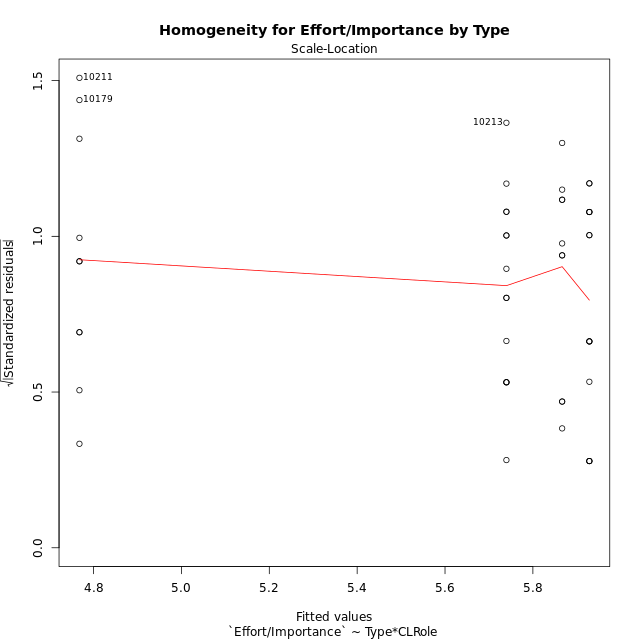 Homogeneity for Effort/Importance by Type
Scale-Location
10211
10179
10213
√|Standardized residuals|
0.0
0.5
1.0
1.5
4.8
5.0
5.2
5.4
5.6
5.8
Fitted values
`Effort/Importance` ~ Type*CLRole